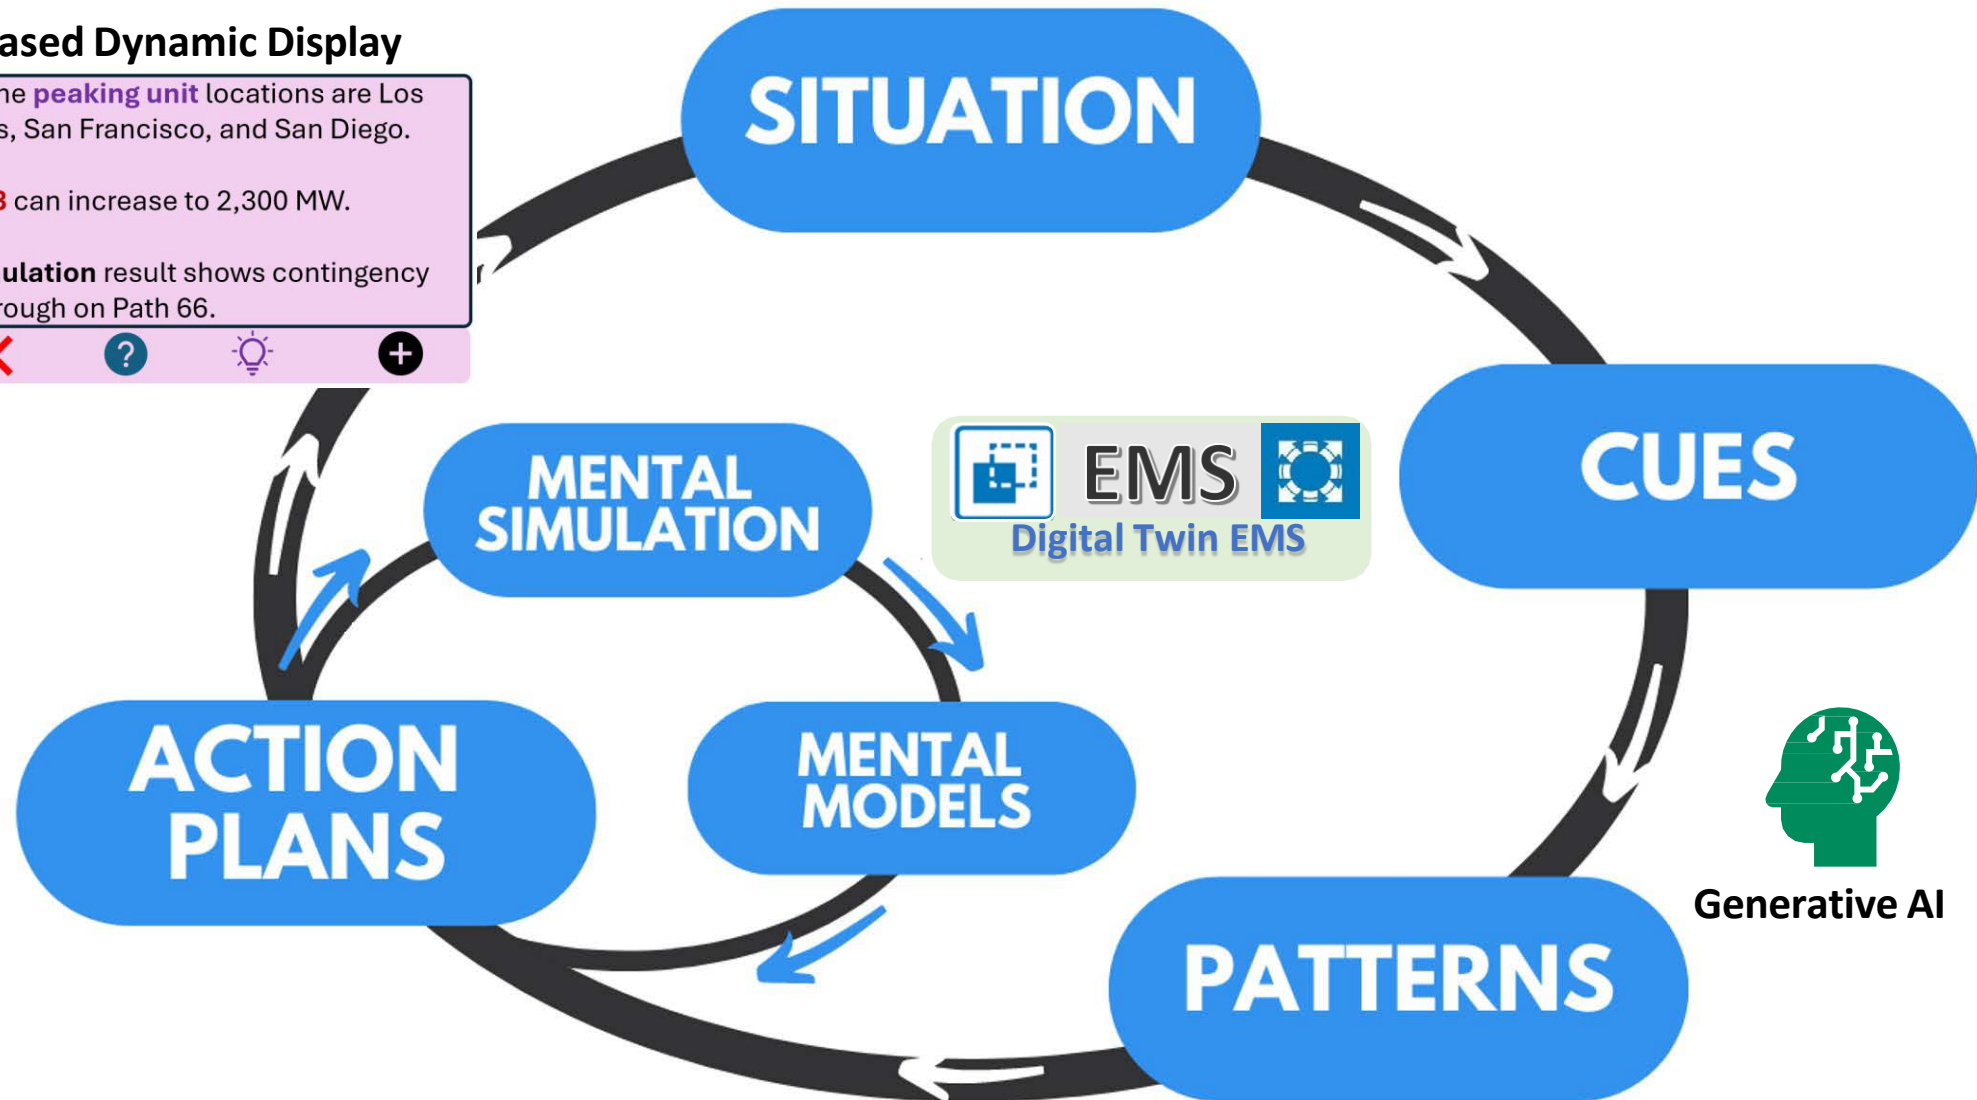 ased Dynamic Display
he peaking unit locations are Los
s, San Francisco, and San Diego.
3 can increase to 2,300 MW.
ulation result shows contingency
rough on Path 66.
?
+
SITUATION
CUES
EMS
Digital Twin EMS
MENTAL
SIMULATION
MENTAL
MODELS
ACTION
PLANS
PATTERNS
Generative AI